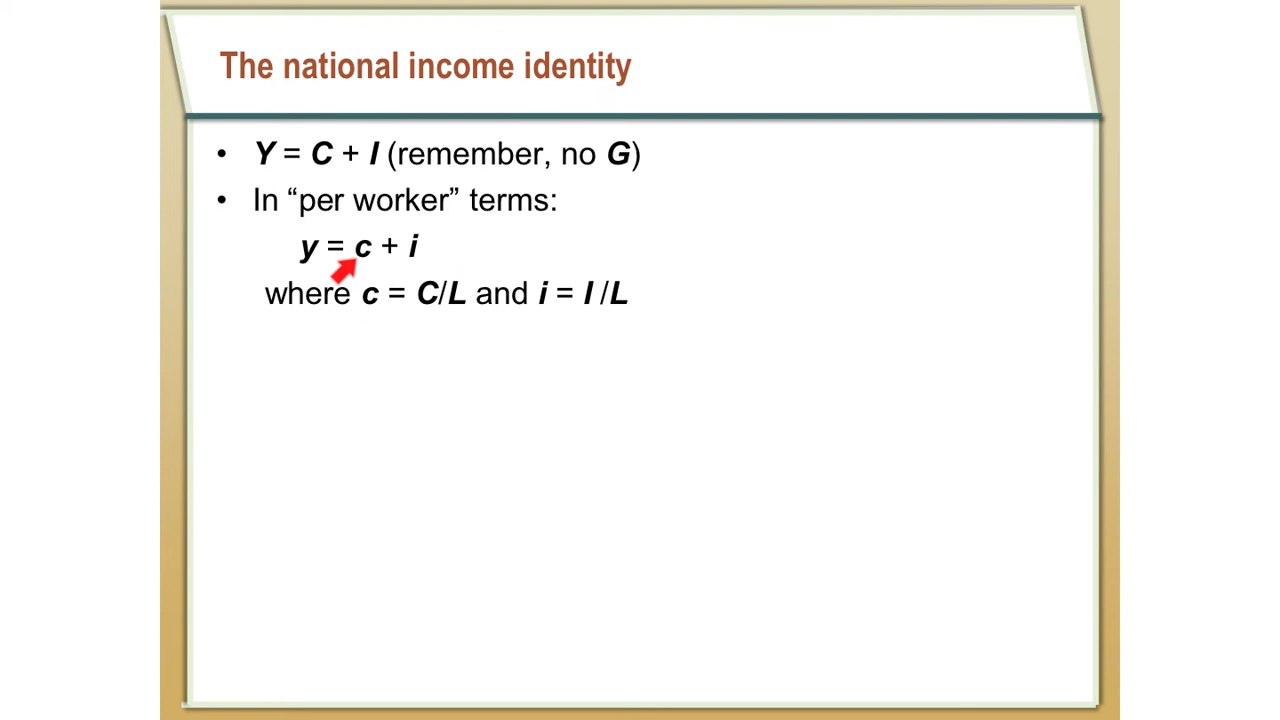 The national income identity
• Y = C + I (remember, no G)
• In “per worker” terms:
y = c + i
where c = C/L and i = I /L